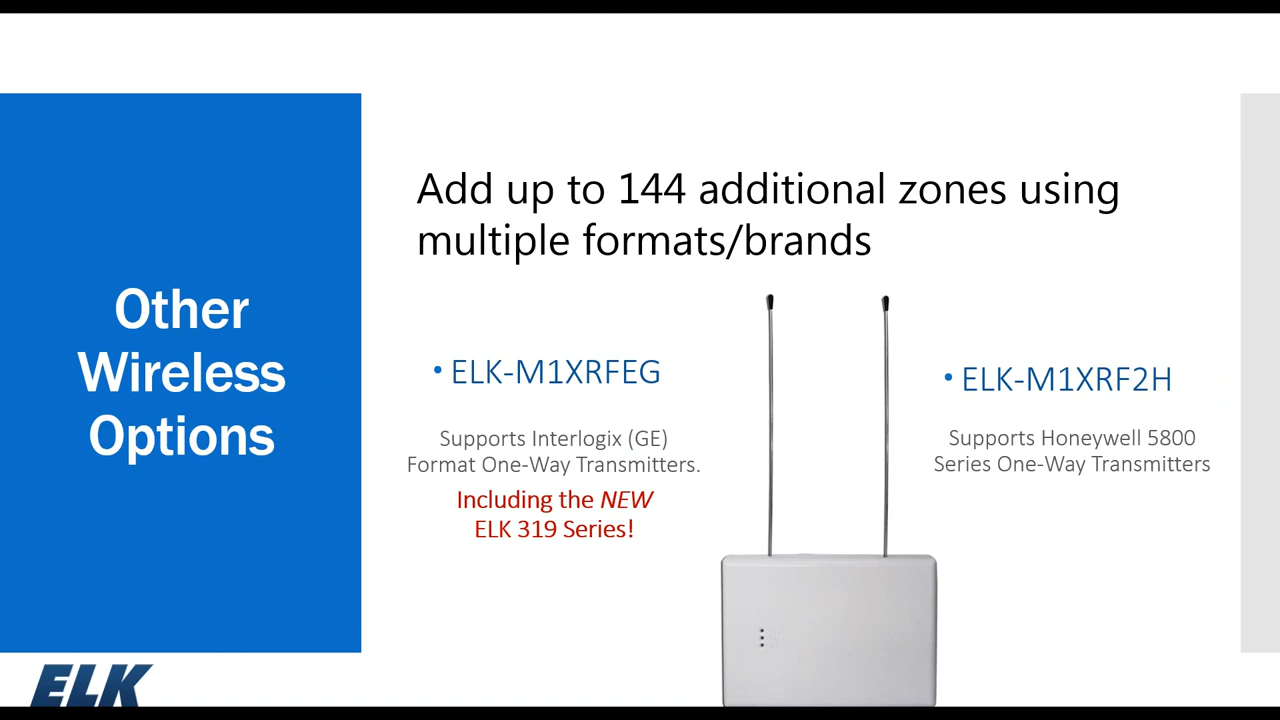 Other
Wireless
Options
Add up to 144 additional zones using
multiple formats/brands
• ELK-M1XRFEG
Supports Interlogix (GE)
Format One-Way Transmitters.
Including the NEW
ELK 319 Series!
• ELK-M1XRF2H
Supports Honeywell 5800
Series One-Way Transmitters
ELK